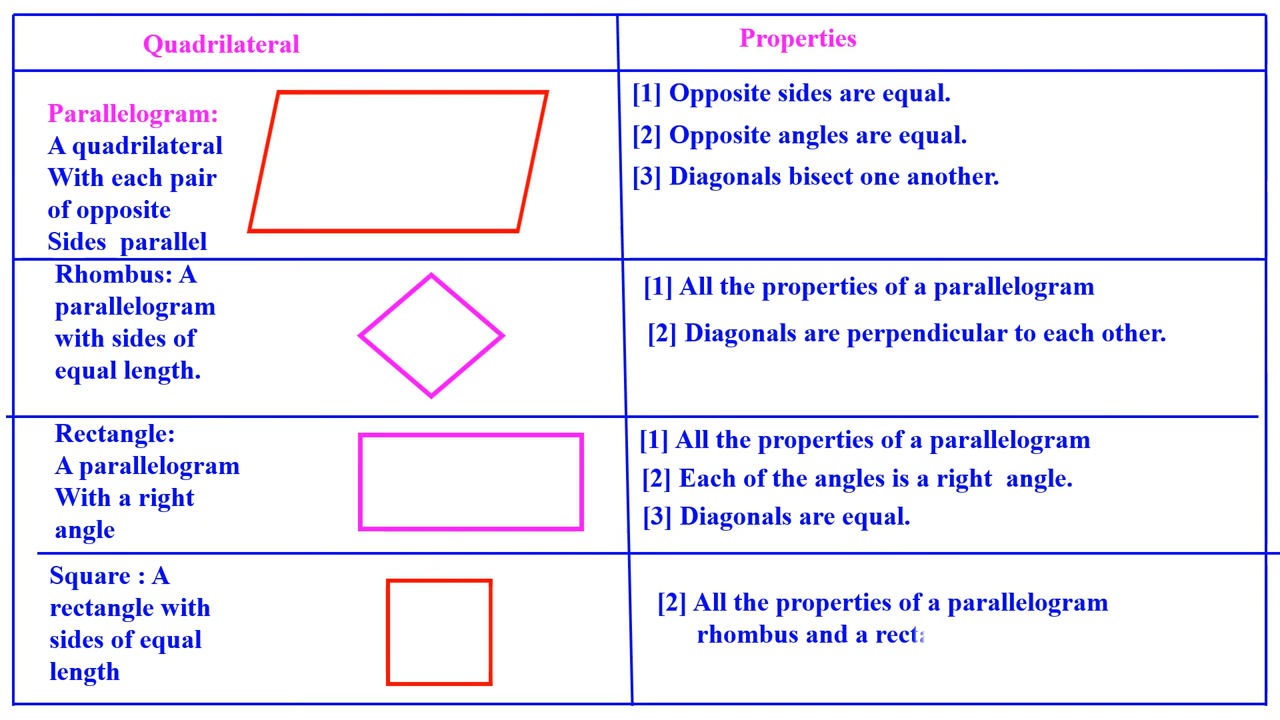 Quadrilateral
Properties
Parallelogram:
A quadrilateral
With each pair
of opposite
Sides parallel
[1] Opposite sides are equal.
[2] Opposite angles are equal.
[3] Diagonals bisect one another.
Rhombus: A
parallelogram
with sides of
equal length.
[1] All the properties of a parallelogram
[2] Diagonals are perpendicular to each other.
Rectangle:
A parallelogram
With a right
angle
[1] All the properties of a parallelogram
[2] Each of the angles is a right angle.
[3] Diagonals are equal.
Square : A
rectangle with
sides of equal
length
[2] All the properties of a parallelogram
rhombus and a